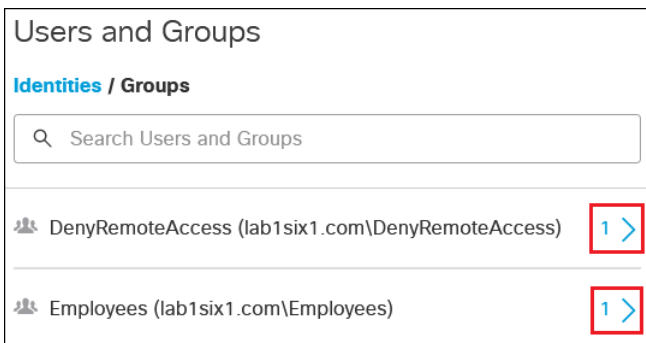 Users and Groups
Identities / Groups
Search Users and Groups
DenyRemoteAccess (lab1six1.com\DenyRemoteAccess) 1
Employees (lab1six1.com\Employees) 1